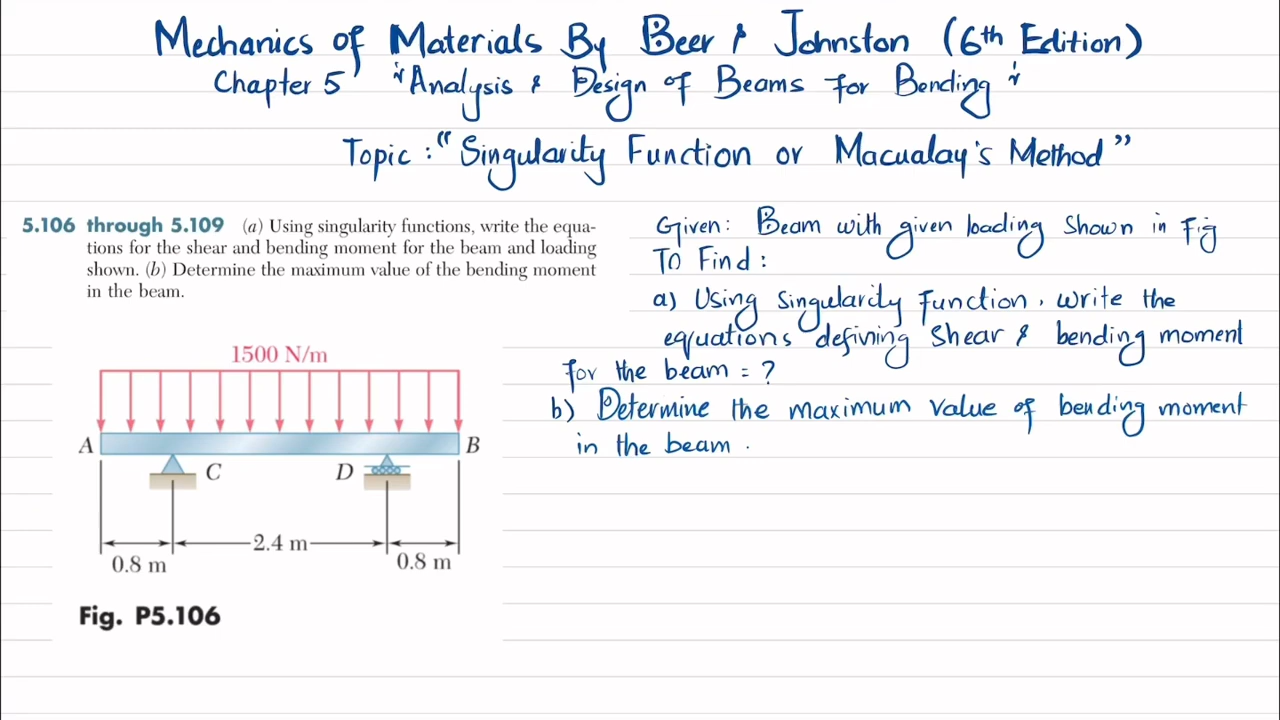 Mechanics of Materials By Beer & Johnston (6th Edition)
Chapter 5 "Analysis & Design of Beams for Bending"
Topic: "Singularity Function or Macualay's Method"
5.106 through 5.109 (a) Using singularity functions, write the equa-
tions for the shear and bending moment for the beam and loading
shown. (b) Determine the maximum value of the bending moment
in the beam.
1500 N/m
A
B
C
D
2.4 m
0.8 m
0.8 m
Fig. P5.106
Given: Beam with given loading Shown in Fig
To Find:
a) Using Singularity Function, Write the
equations defining Shear & bending moment
for the beam = ?
b) Determine the maximum value of bending moment
in the beam.